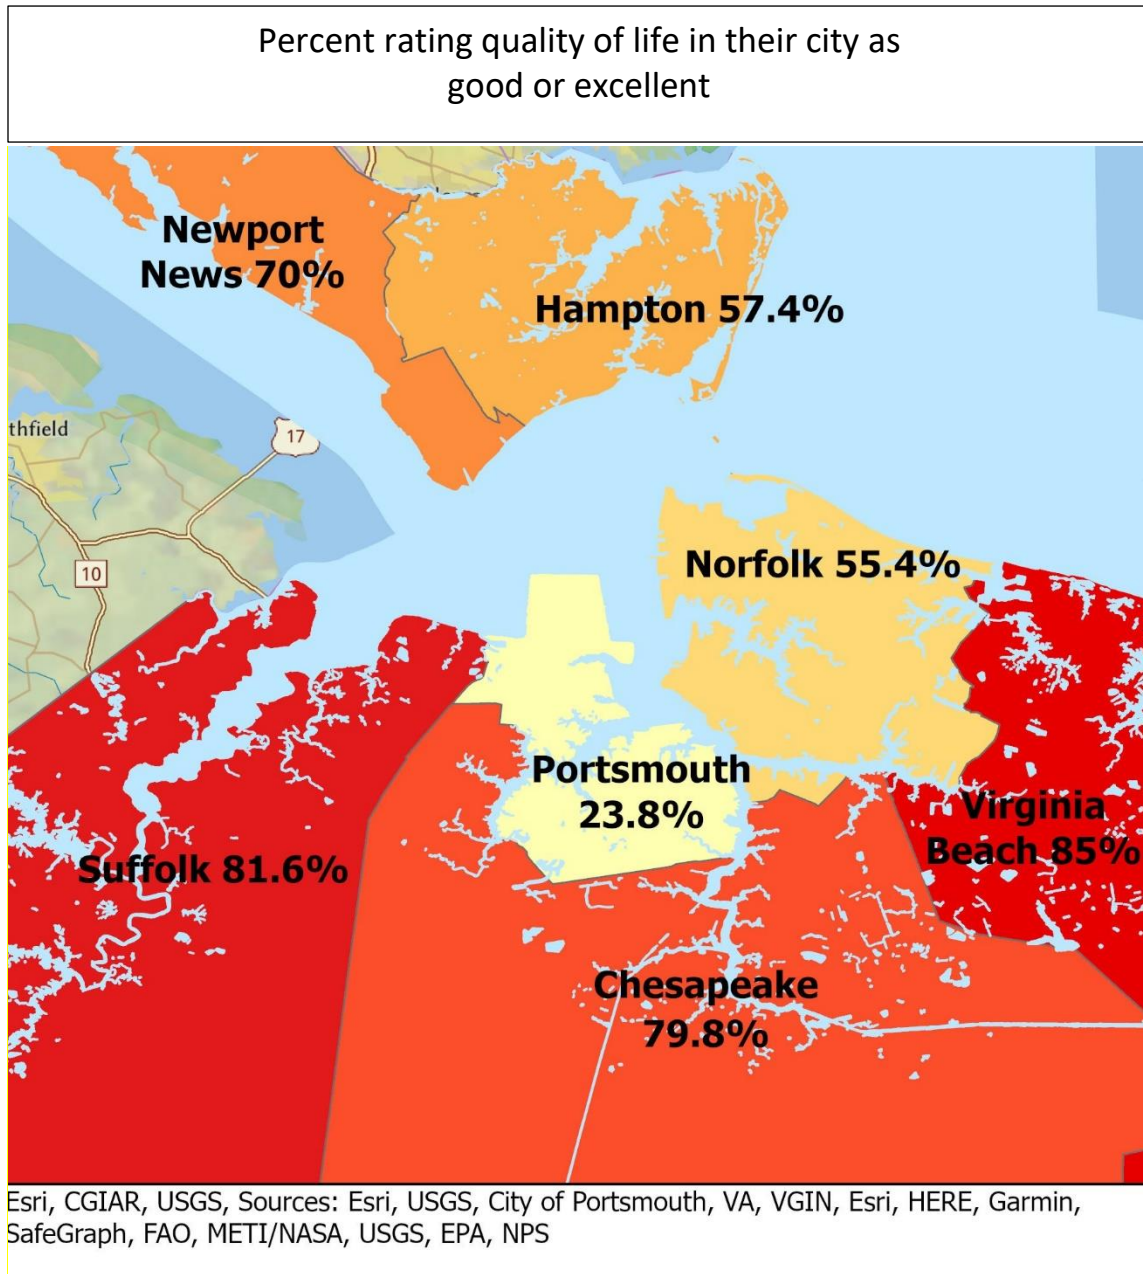 Percent rating quality of life in their city as
good or excellent
Newport
News 70%
Hampton 57.4%
thfield
17
10
Norfolk 55.4%
Portsmouth
23.8%
Virginia
Beach 85%
Suffolk 81.6%
Chesapeake
79.8%
Esri, CGIAR, USGS, Sources: Esri, USGS, City of Portsmouth, VA, VGIN, Esri, HERE, Garmin,
SafeGraph, FAO, METI/NASA, USGS, EPA, NPS